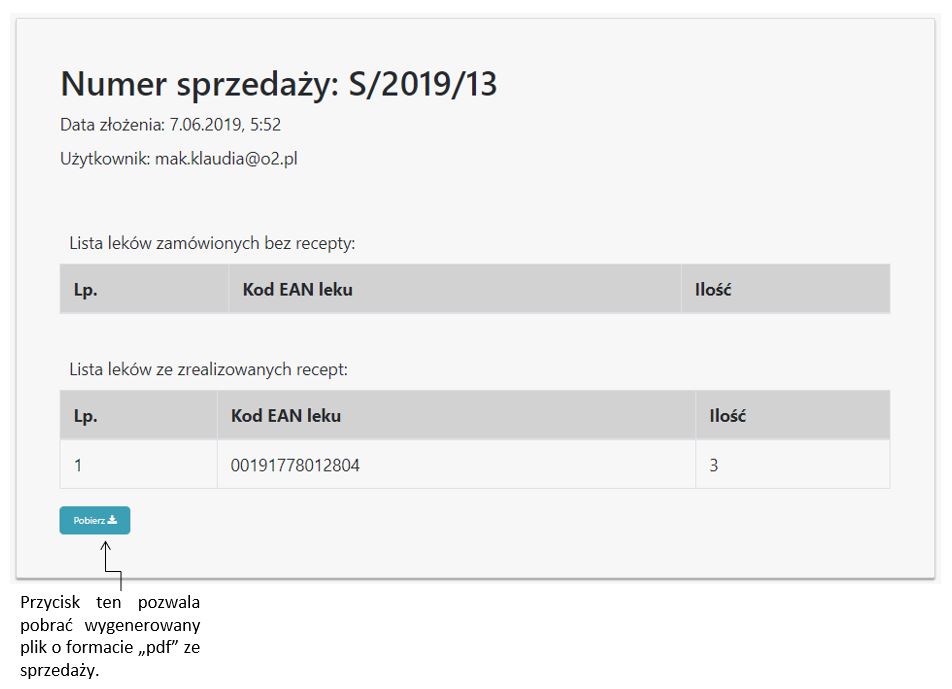 Numer sprzedaży: S/2019/13
Data złożenia: 7.06.2019, 5:52
Użytkownik: mak.klaudia@o2.pl
Lista leków zamówionych bez recepty:
Lp. Kod EAN leku Ilość
Lista leków ze zrealizowanych recept:
Lp. Kod EAN leku Ilość
1 00191778012804 3
Pobierz
Przycisk ten pozwala
pobrać wygenerowany
plik o formacie „pdf” ze
sprzedaży.